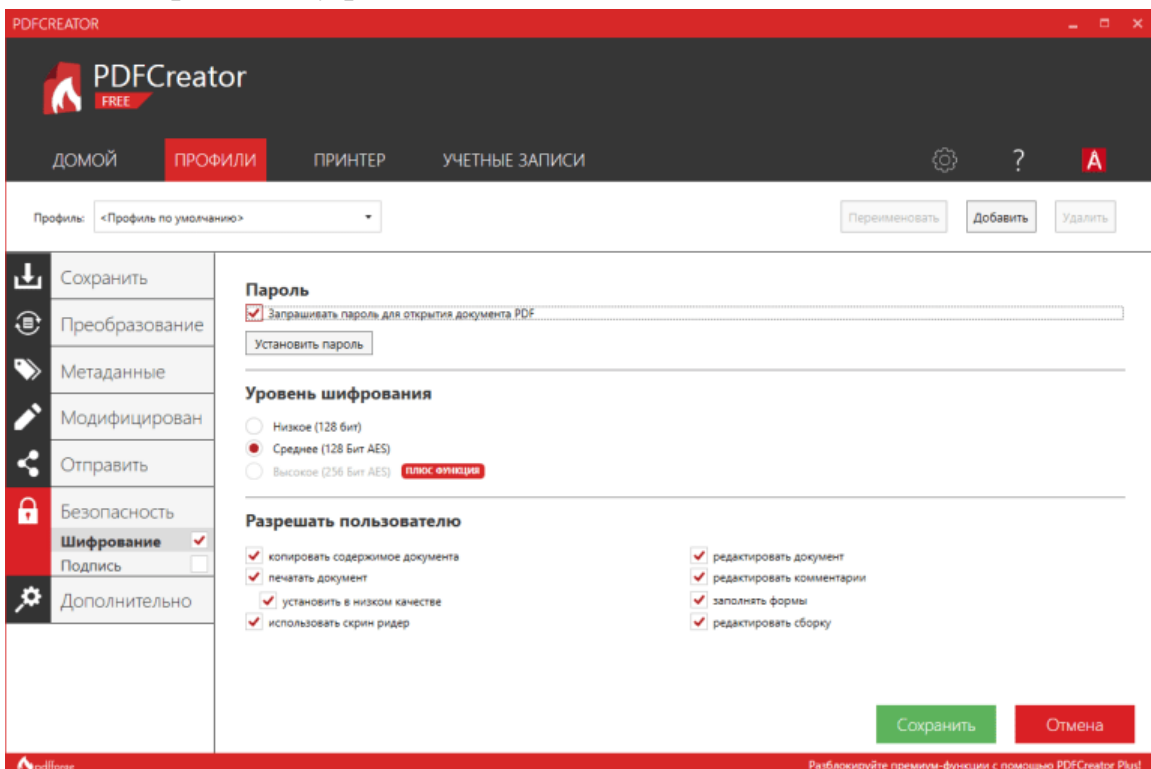 PDFCREATOR
PDFCreator
FREE
ДОМОЙ ПРОФИЛИ ПРИНТЕР УЧЕТНЫЕ ЗАПИСИ ?
Профиль: <Профиль по умолчанию> Переименовать Добавить Удалить
Сохранить
Преобразование
Метаданные
Модифицирован
Отправить
Безопасность
Шифрование
Подпись
Дополнительно
Пароль
Запрашивать пароль для открытия документа PDF
Установить пароль
Уровень шифрования
Низкое (128 бит)
Среднее (128 Бит AES)
Высокое (256 Бит AES) ПЛЮС ФУНКЦИЯ
Разрешать пользователю
копировать содержимое документа
печатать документ
установить в низком качестве
использовать скрин ридер
редактировать документ
редактировать комментарии
заполнять формы
редактировать сборку
Сохранить Отмена
pdfforge Разблокируйте премиум-функции с помощью PDFCreator Plus!